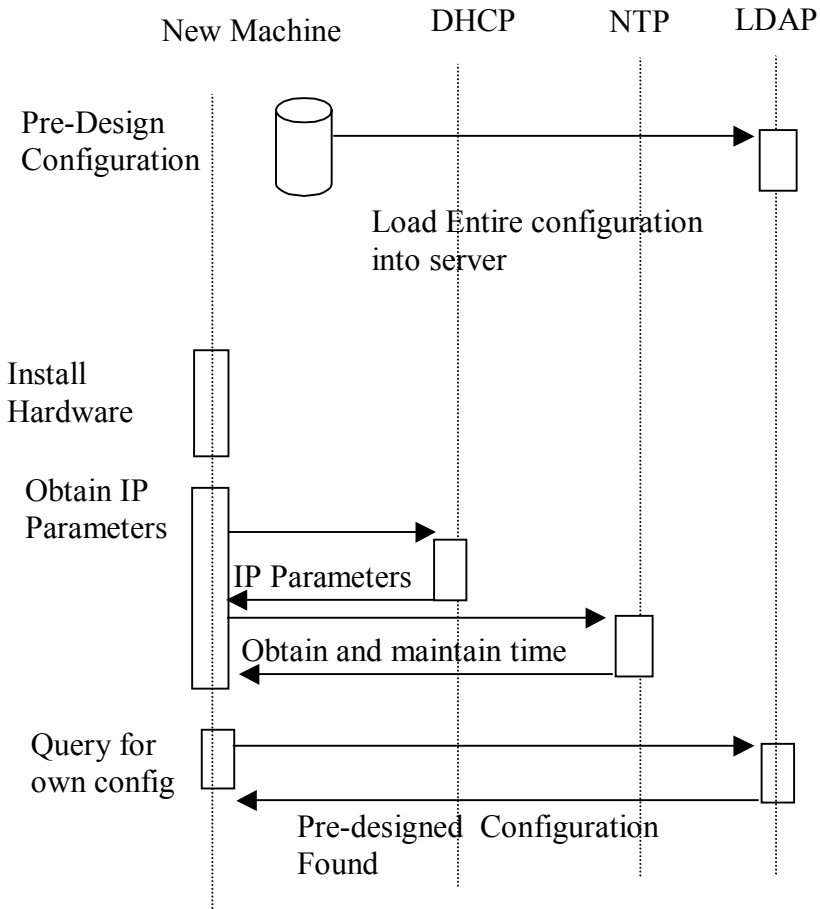 New Machine
DHCP
NTP
LDAP
Pre-Design
Configuration
Load Entire configuration
into server
Install
Hardware
Obtain IP
Parameters
IP Parameters
Obtain and maintain time
Query for
own config
Pre-designed Configuration
Found